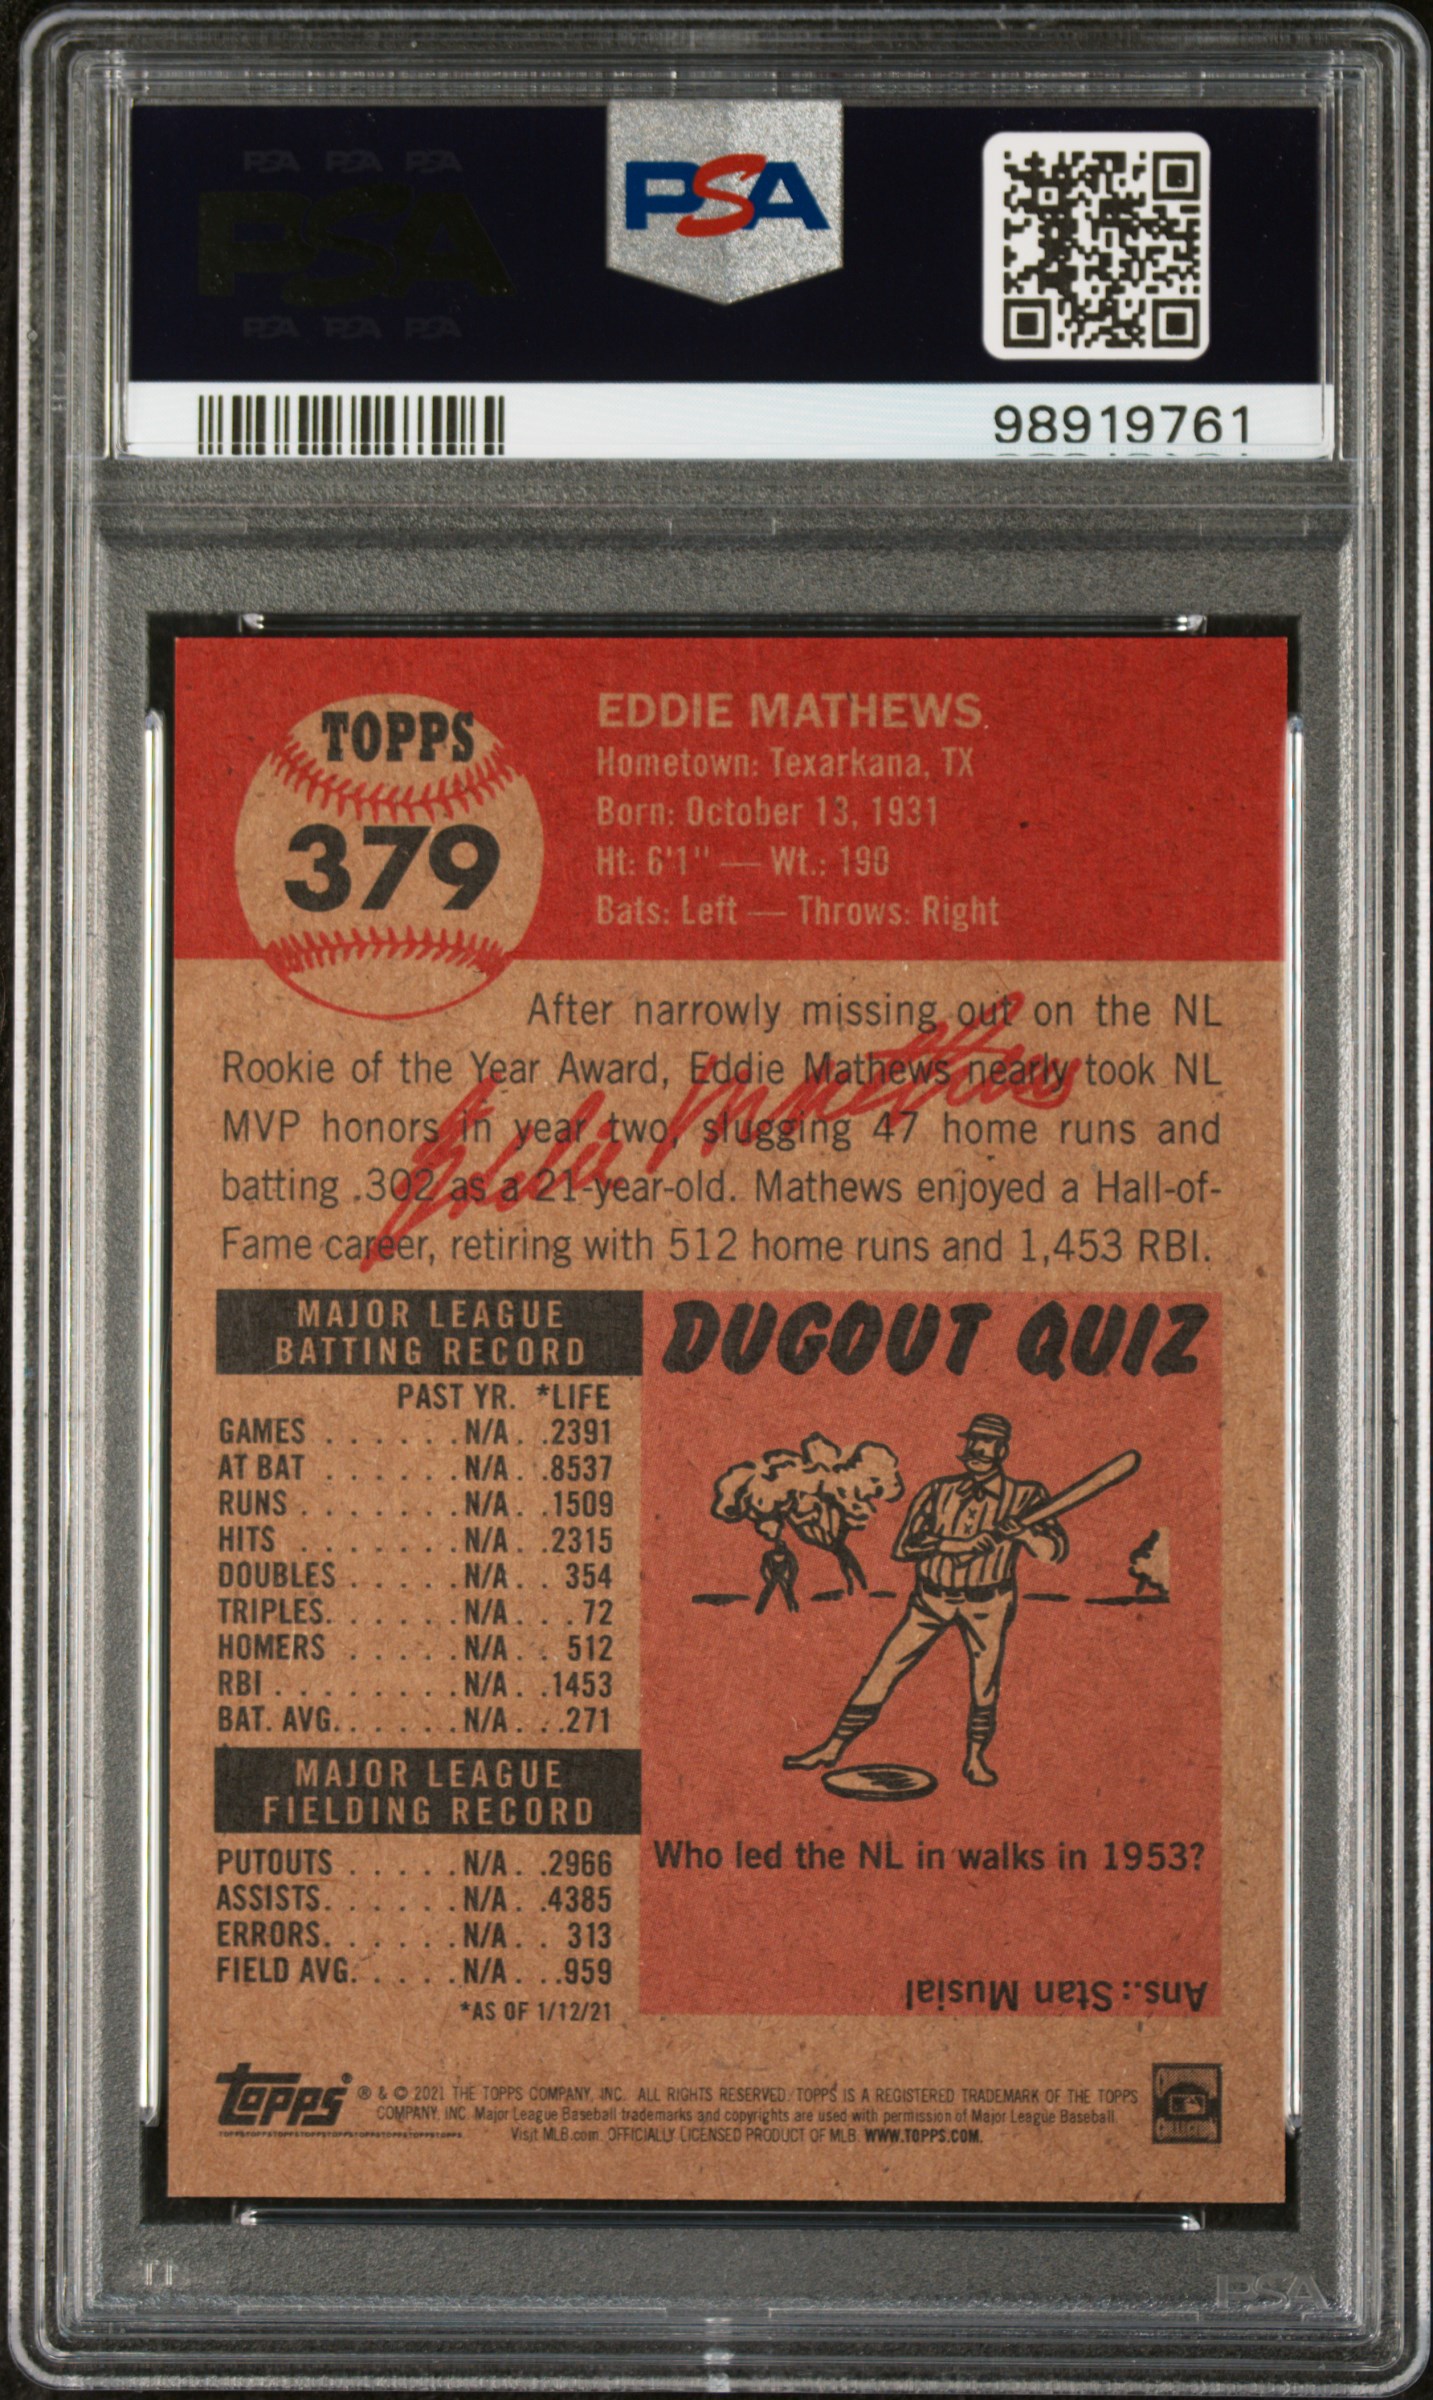 PSA PSA PSA
PSA
PSA PSA PSA
PSA
98919761
TOPPS
379
EDDIE MATHEWS
Hometown: Texarkana, TX
Born: October 13, 1931
Ht: 6'1" — Wt.: 190
Bats: Left — Throws: Right
After narrowly missing out on the NL
Rookie of the Year Award, Eddie Mathews nearly took NL
MVP honors in year two, slugging 47 home runs and
batting .302 as a 21-year-old. Mathews enjoyed a Hall-of-
Fame career, retiring with 512 home runs and 1,453 RBI.
Eddie Mathews
MAJOR LEAGUE
BATTING RECORD
PAST YR. *LIFE
GAMES . . . . . . N/A . . 2391
AT BAT . . . . . . N/A . . 8537
RUNS . . . . . . . N/A . . 1509
HITS . . . . . . . N/A . . 2315
DOUBLES . . . . . N/A . . 354
TRIPLES. . . . . . N/A . . . 72
HOMERS . . . . . N/A . . 512
RBI . . . . . . . . N/A . . 1453
BAT. AVG. . . . . . N/A . . .271
MAJOR LEAGUE
FIELDING RECORD
PUTOUTS . . . . . N/A . . 2966
ASSISTS. . . . . . N/A . . 4385
ERRORS. . . . . . N/A . . 313
FIELD AVG. . . . . N/A . . .959
*AS OF 1/12/21
DUGOUT QUIZ
Who led the NL in walks in 1953?
Ans.: Stan Musial
topps® ® & © 2021 THE TOPPS COMPANY, INC. ALL RIGHTS RESERVED. TOPPS IS A REGISTERED TRADEMARK OF THE TOPPS
COMPANY, INC. Major League Baseball trademarks and copyrights are used with permission of Major League Baseball.
Visit MLB.com. OFFICIALLY LICENSED PRODUCT OF MLB. WWW.TOPPS.COM.
PSA